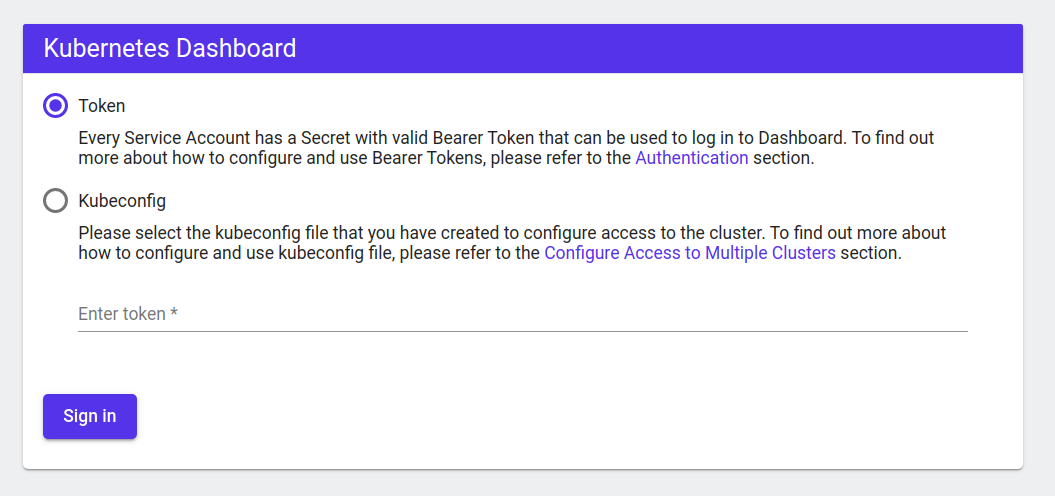 Kubernetes Dashboard
Token
Every Service Account has a Secret with valid Bearer Token that can be used to log in to Dashboard. To find out
more about how to configure and use Bearer Tokens, please refer to the Authentication section.
Kubeconfig
Please select the kubeconfig file that you have created to configure access to the cluster. To find out more about
how to configure and use kubeconfig file, please refer to the Configure Access to Multiple Clusters section.
Enter token *
Sign in